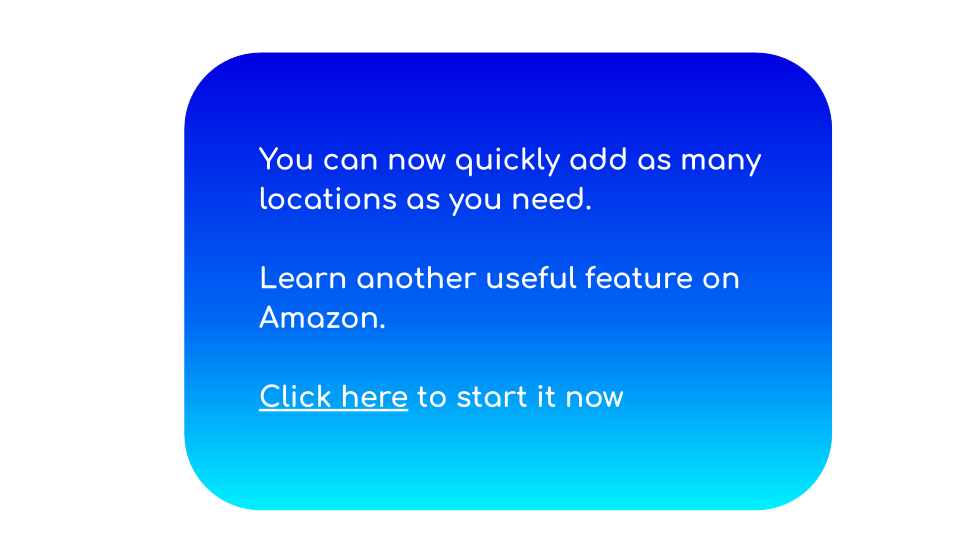 You can now quickly add as many
locations as you need.
Learn another useful feature on
Amazon.
Click here to start it now